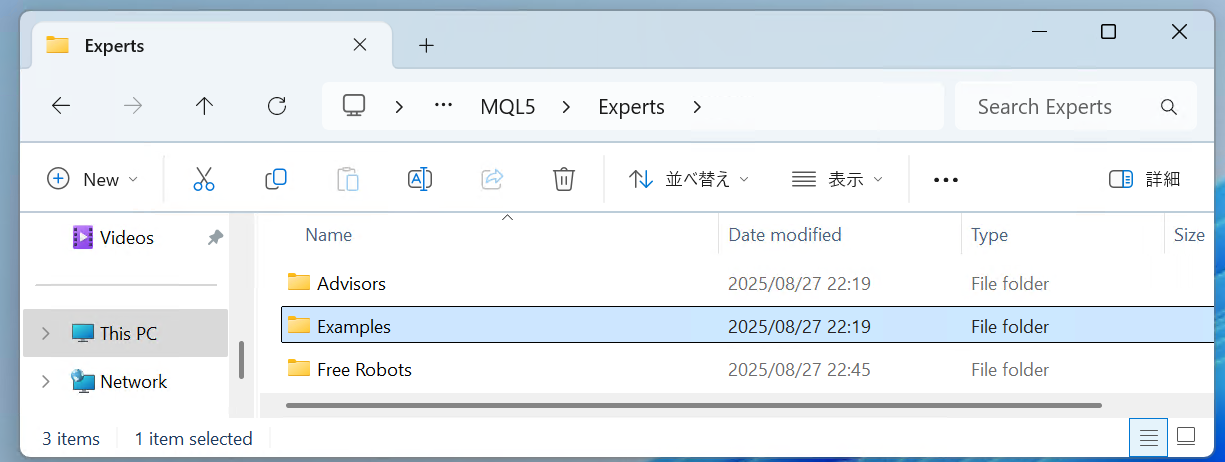 Experts
MQL5 Experts Search Experts
New 並べ替え 表示 詳細
Videos
This PC
Network
Name Date modified Type Size
Advisors 2025/08/27 22:19 File folder
Examples 2025/08/27 22:19 File folder
Free Robots 2025/08/27 22:45 File folder
3 items 1 item selected